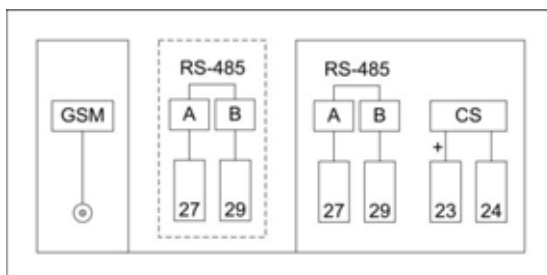 RS-485 RS-485
GSM A B A B CS
+
27 29 27 29 23 24